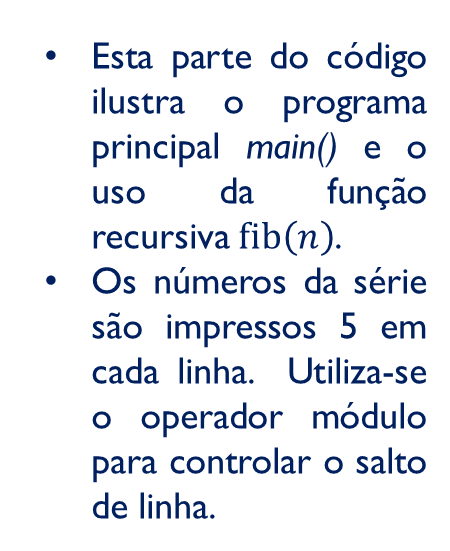 • Esta parte do código
ilustra o programa
principal main() e o
uso da função
recursiva fib(n).
• Os números da série
são impressos 5 em
cada linha. Utiliza-se
o operador módulo
para controlar o salto
de linha.